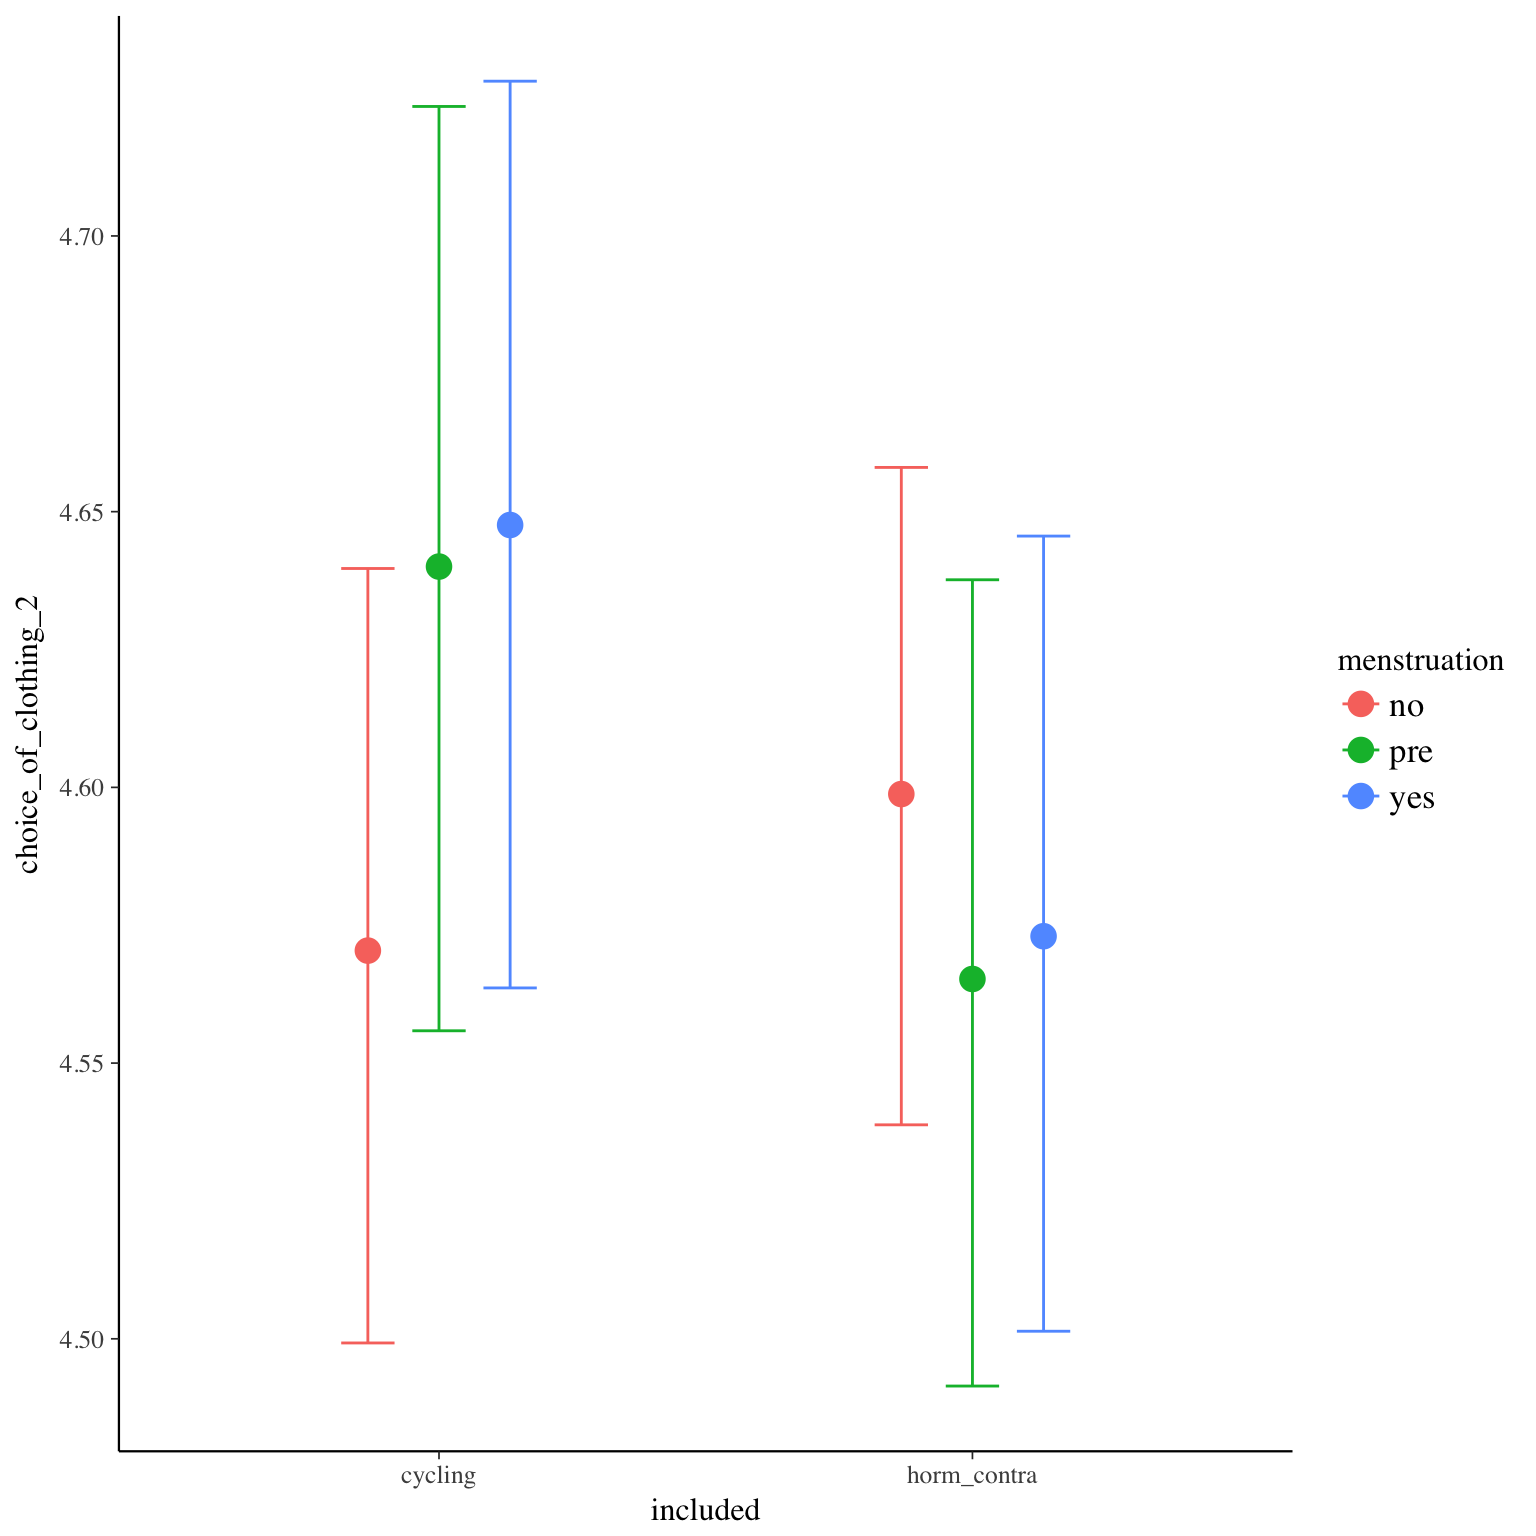 4.70
4.65
4.60
4.55
4.50
choice_of_clothing_2
cycling
horm_contra
included
menstruation
no
pre
yes